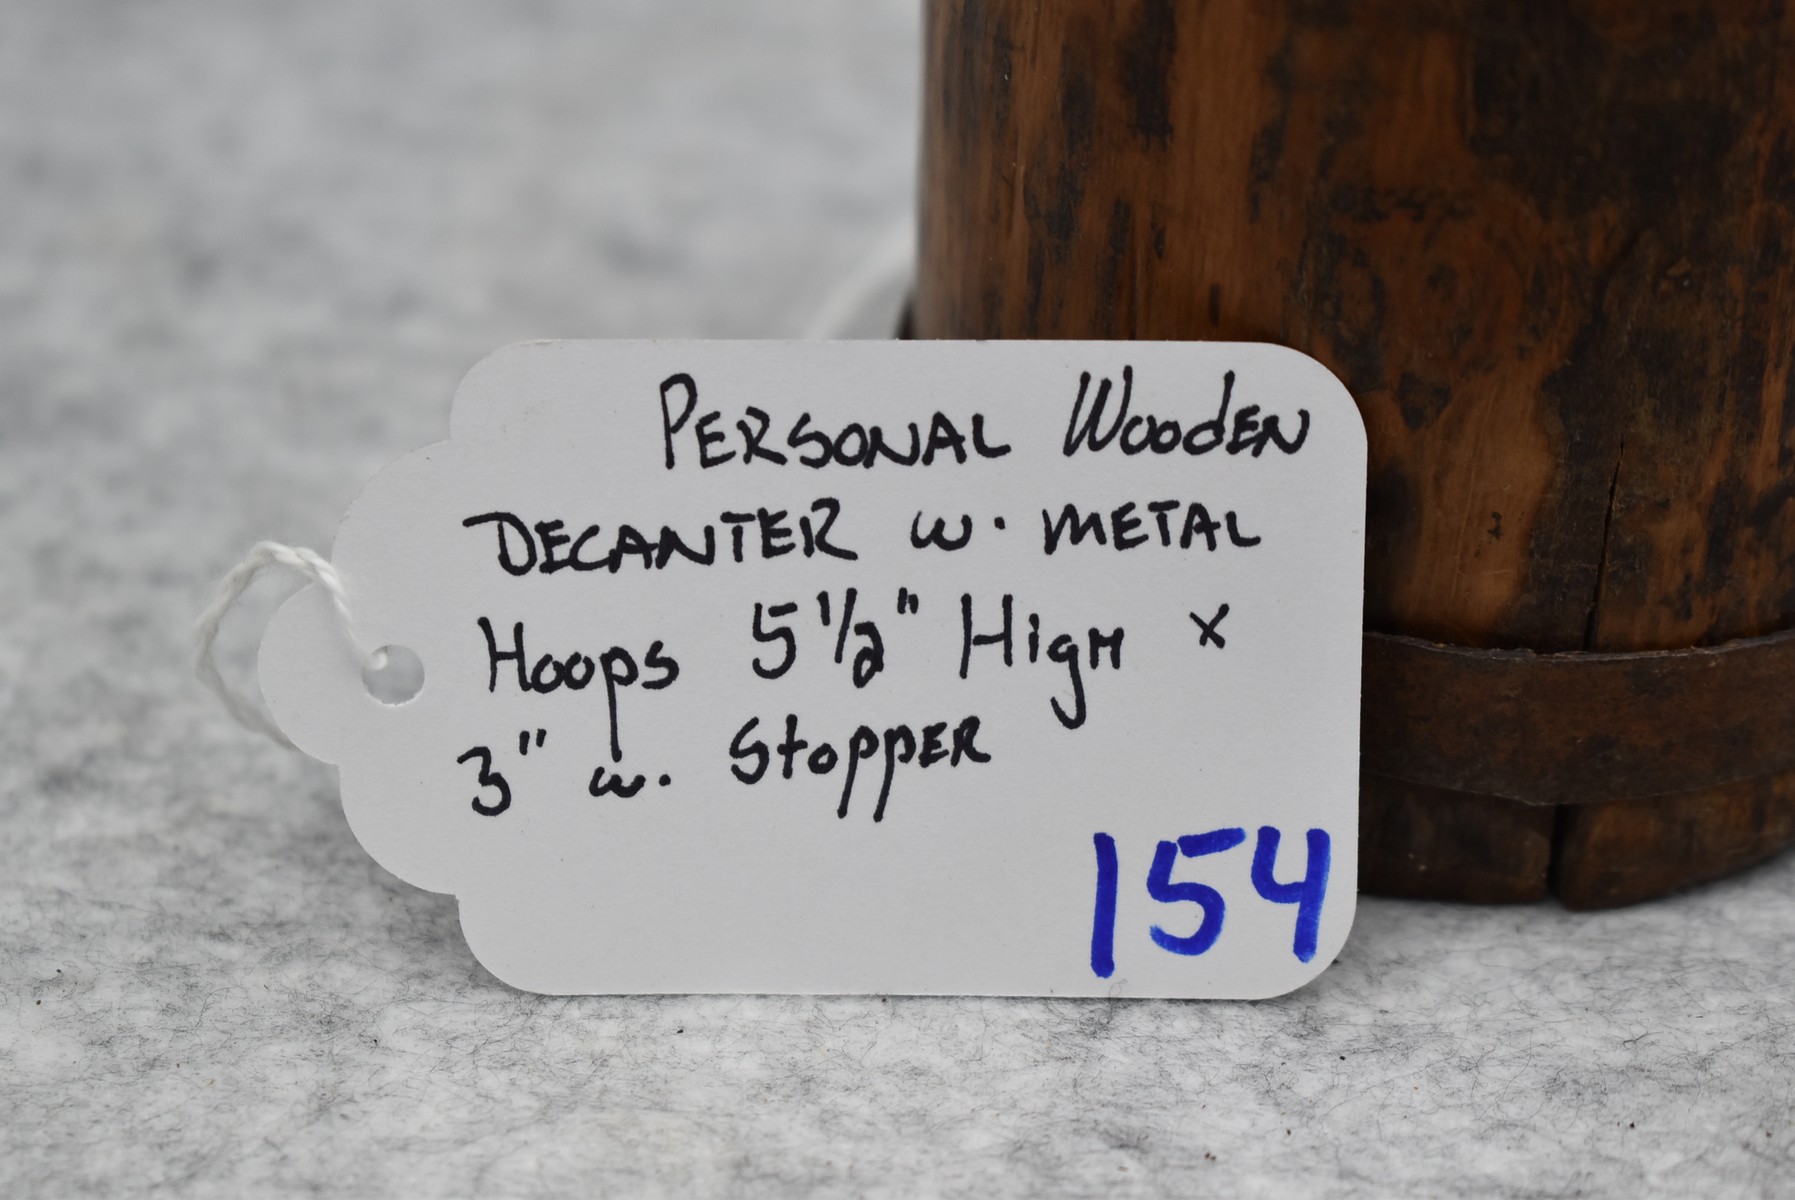 Personal Wooden
Decanter w. Metal
Hoops 5 1/2" High x
3" w. Stopper
154